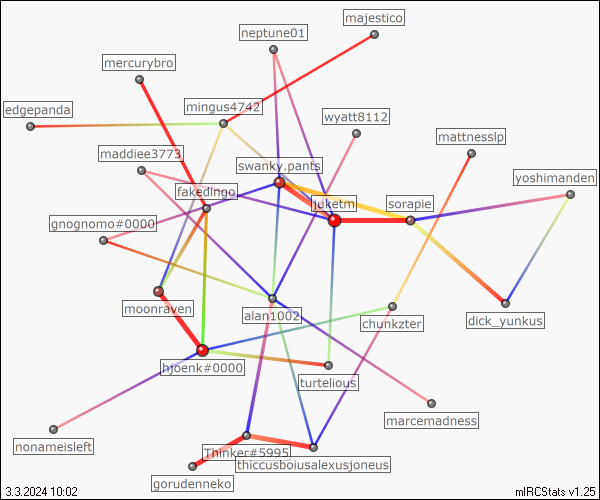 majestico
neptune01
mercurybro
edgepanda
mingus4742
wyatt8112
mattnesslp
maddiee3773
swanky.pants
yoshimanden
fakedingo
juketm
sorapie
gnognomo#0000
moonraven
alan1002
chunkzter
dick_yunkus
hjoenk#0000
turtelious
marcemadness
nonameisleft
Thinker#5995
thiccusboiusalexusjoneus
gorudenneko
3.3.2024 10:02
mIRCStats v1.25